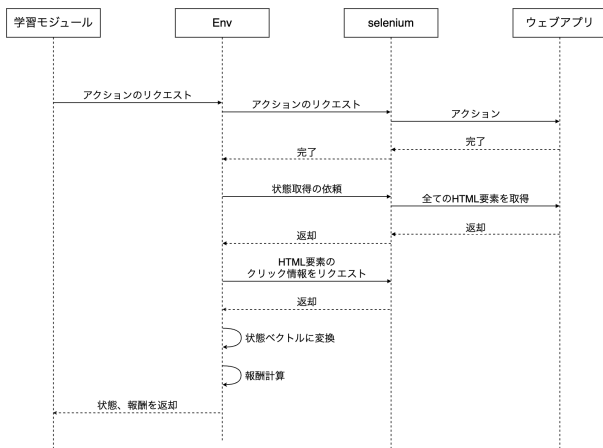 学習モジュール
Env
selenium
ウェブアプリ
アクションのリクエスト
アクションのリクエスト
アクション
完了
完了
状態取得の依頼
全てのHTML要素を取得
返却
返却
HTML要素の
クリック情報をリクエスト
返却
状態ベクトルに変換
報酬計算
状態、報酬を返却